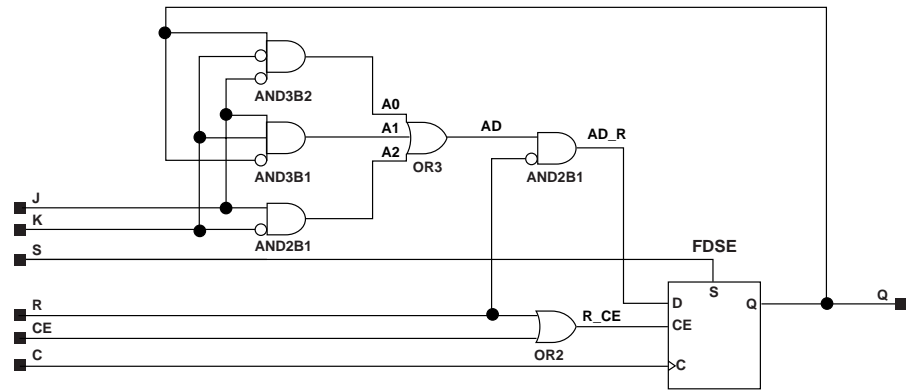 AND3B2
A0
A1
AD
AD_R
A2
AND3B1
OR3
AND2B1
J
K
AND2B1
S
FDSE
S
Q
Q
R
R_CE
D
CE
CE
OR2
C
C